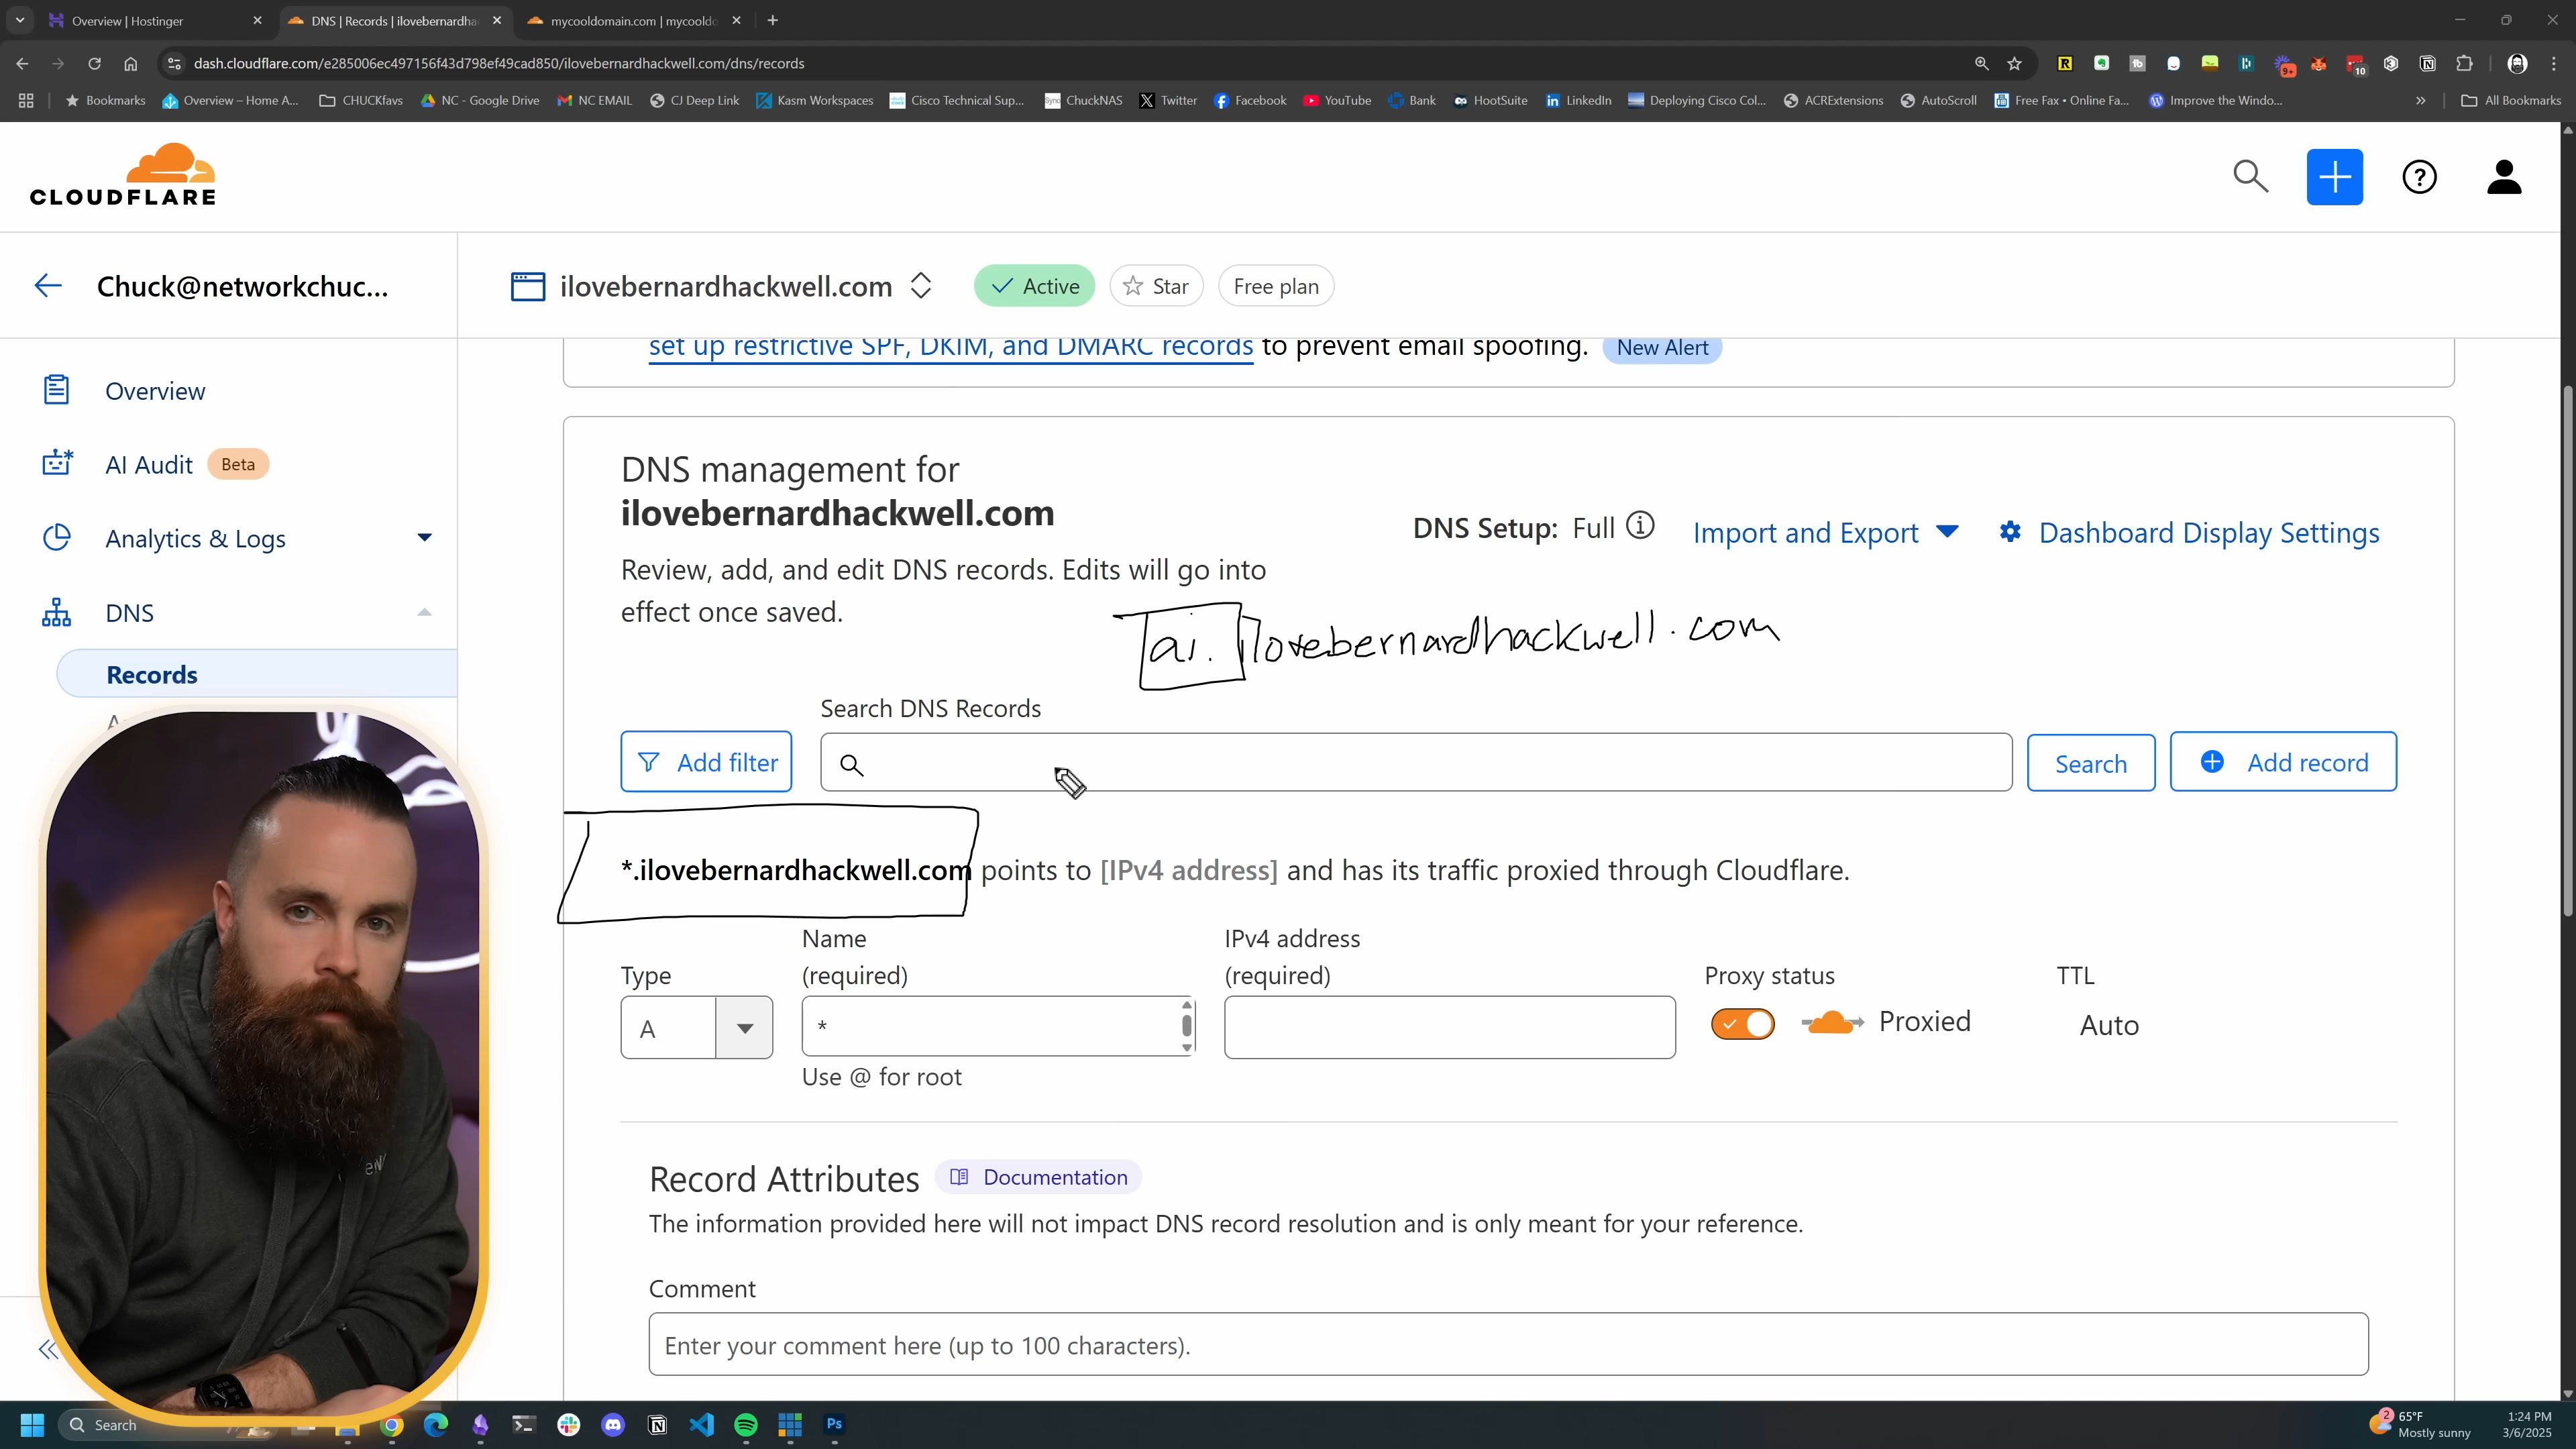 Overview | Hostinger
DNS | Records | ilovebernardha
mycooldomain.com | mycooldo
dash.cloudflare.com/e285006ec497156f43d798ef49cad850/ilovebernardhackwell.com/dns/records
9+
10
Bookmarks
Overview – Home A...
CHUCKfavs
NC - Google Drive
NC EMAIL
CJ Deep Link
Kasm Workspaces
Cisco Technical Sup...
ChuckNAS
Twitter
Facebook
YouTube
Bank
HootSuite
LinkedIn
Deploying Cisco Col...
ACRExtensions
AutoScroll
Free Fax • Online Fa...
Improve the Windo...
All Bookmarks
CLOUDFLARE
Chuck@networkchuc...
ilovebernardhackwell.com
Active
Star
Free plan
set up restrictive SPF, DKIM, and DMARC records to prevent email spoofing. New Alert
Overview
AI Audit Beta
Analytics & Logs
DNS
Records
DNS management for
ilovebernardhackwell.com
Review, add, and edit DNS records. Edits will go into
effect once saved.
DNS Setup: Full
Import and Export
Dashboard Display Settings
ai.ilovebernardhackwell.com
Search DNS Records
Add filter
Search
Add record
*.ilovebernardhackwell.com points to [IPv4 address] and has its traffic proxied through Cloudflare.
Type
Name
(required)
IPv4 address
(required)
Proxy status
TTL
A
*
Proxied
Auto
Use @ for root
Record Attributes
Documentation
The information provided here will not impact DNS record resolution and is only meant for your reference.
Comment
Enter your comment here (up to 100 characters).
Search
Ps
2
65°F
Mostly sunny
1:24 PM
3/6/2025